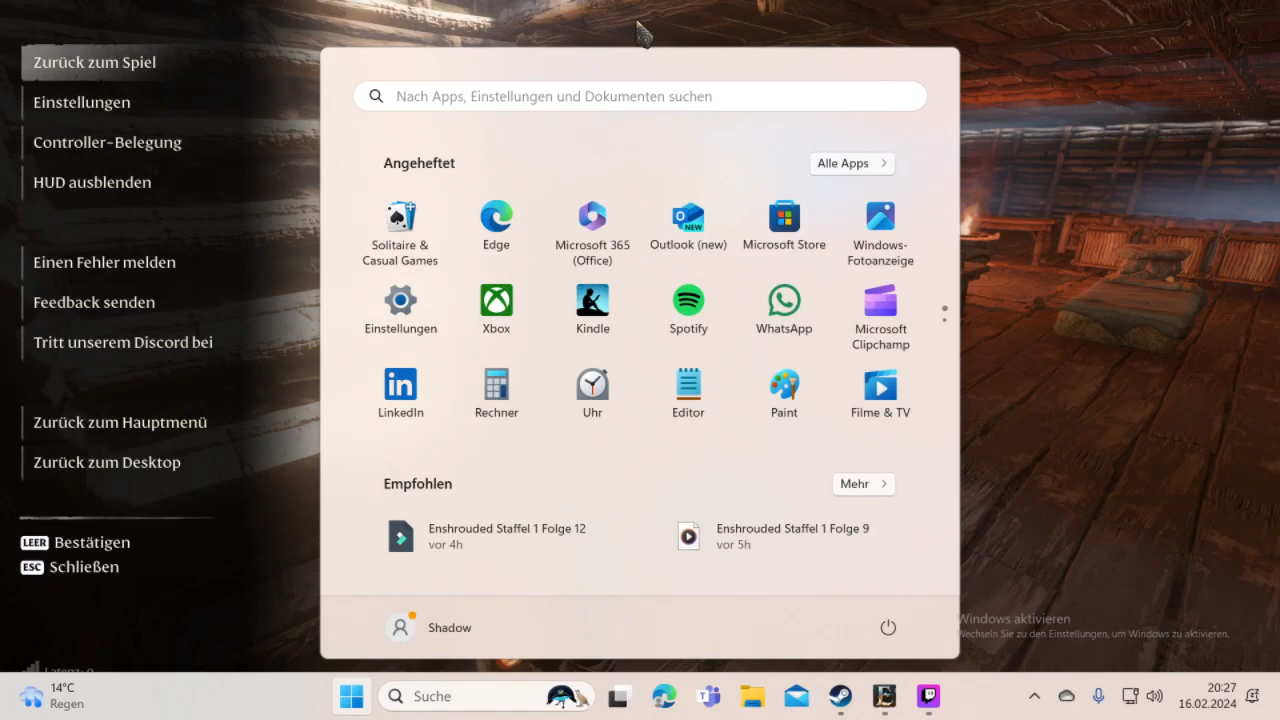 Zurück zum Spiel
Einstellungen
Controller-Belegung
HUD ausblenden
Einen Fehler melden
Feedback senden
Tritt unserem Discord bei
Zurück zum Hauptmenü
Zurück zum Desktop
LEER Bestätigen
ESC Schließen
Latenz: 0
Nach Apps, Einstellungen und Dokumenten suchen
Angeheftet
Alle Apps
Solitaire &
Casual Games
Edge
Microsoft 365
(Office)
Outlook (new)
Microsoft Store
Windows-
Fotoanzeige
Einstellungen
Xbox
Kindle
Spotify
WhatsApp
Microsoft
Clipchamp
LinkedIn
Rechner
Uhr
Editor
Paint
Filme & TV
Empfohlen
Mehr
Enshrouded Staffel 1 Folge 12
vor 4h
Enshrouded Staffel 1 Folge 9
vor 5h
Shadow
Windows aktivieren
Wechseln Sie zu den Einstellungen, um Windows zu aktivieren.
14°C
Regen
Suche
20:27
16.02.2024